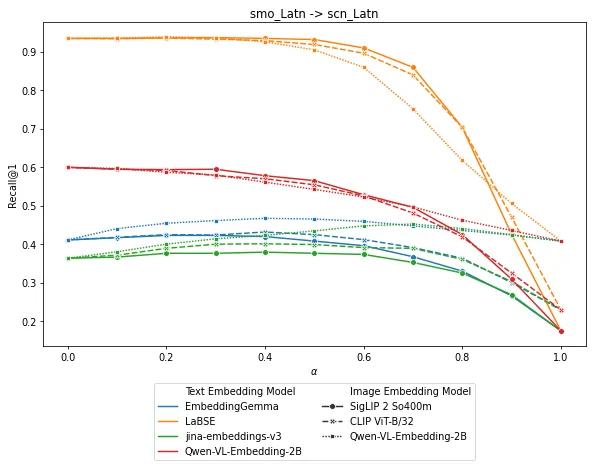 smo_Latn -> scn_Latn
Recall@1
0.9
0.8
0.7
0.6
0.5
0.4
0.3
0.2
0.0 0.2 0.4 0.6 0.8 1.0
α
Text Embedding Model Image Embedding Model
EmbeddingGemma SigLIP 2 So400m
LaBSE CLIP ViT-B/32
jina-embeddings-v3 Qwen-VL-Embedding-2B
Qwen-VL-Embedding-2B